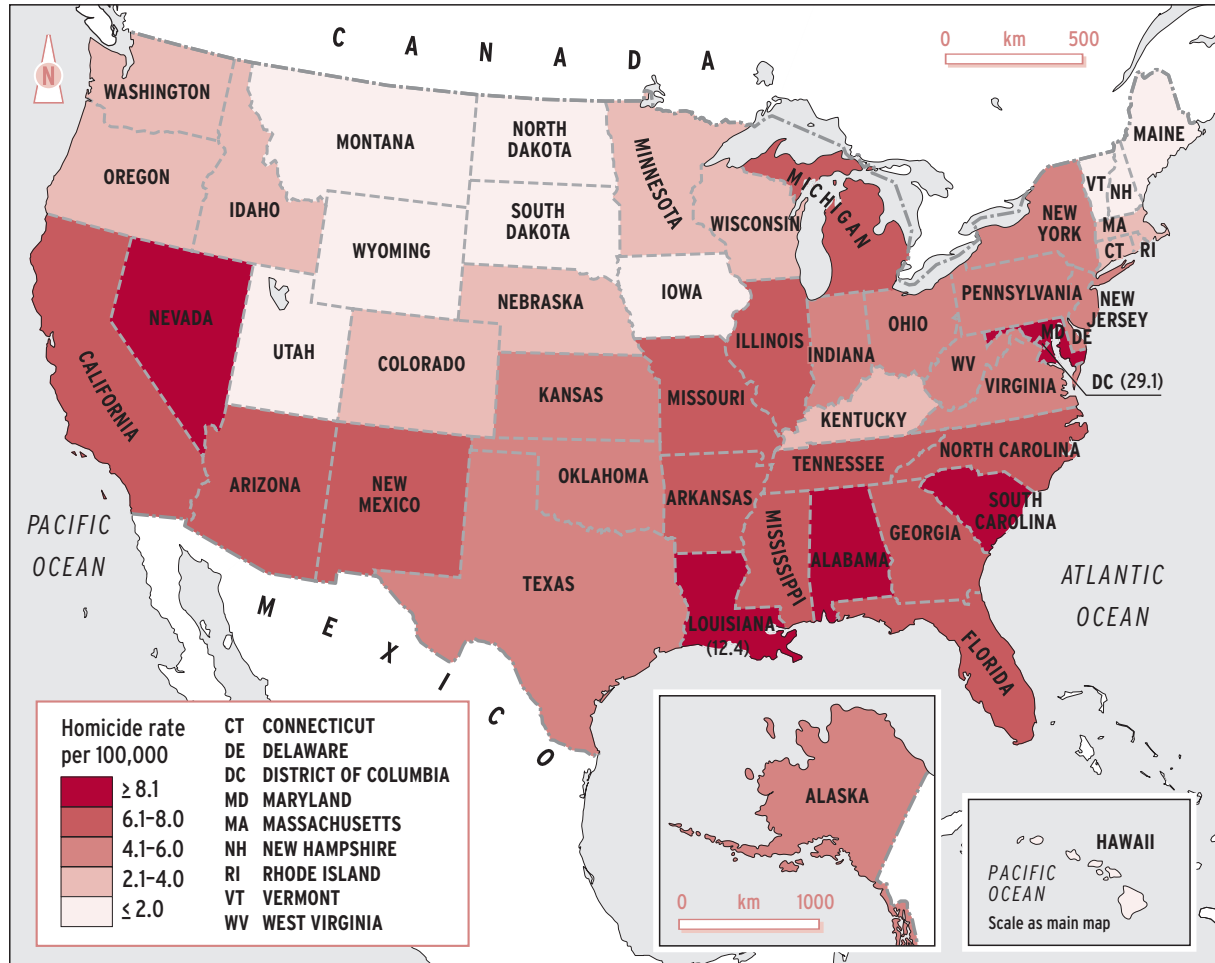 CANADA
0 km 500
N
WASHINGTON
MONTANA
NORTH
DAKOTA
MINNESOTA
MAINE
OREGON
IDAHO
SOUTH
DAKOTA
WISCONSIN
MICHIGAN
VT
NH
NEW
YORK
MA
CT
RI
WYOMING
IOWA
NEBRASKA
PENNSYLVANIA
NEW
JERSEY
NEVADA
UTAH
COLORADO
ILLINOIS
INDIANA
OHIO
MD
DE
WV
VIRGINIA
DC (29.1)
CALIFORNIA
KANSAS
MISSOURI
KENTUCKY
ARIZONA
NEW
MEXICO
OKLAHOMA
ARKANSAS
TENNESSEE
NORTH CAROLINA
SOUTH
CAROLINA
PACIFIC
OCEAN
TEXAS
MISSISSIPPI
ALABAMA
GEORGIA
ATLANTIC
OCEAN
LOUISIANA
(12.4)
FLORIDA
MEXICO
Homicide rate
per 100,000
≥ 8.1
6.1–8.0
4.1–6.0
2.1–4.0
≤ 2.0
CT CONNECTICUT
DE DELAWARE
DC DISTRICT OF COLUMBIA
MD MARYLAND
MA MASSACHUSETTS
NH NEW HAMPSHIRE
RI RHODE ISLAND
VT VERMONT
WV WEST VIRGINIA
ALASKA
0 km 1000
HAWAII
PACIFIC
OCEAN
Scale as main map